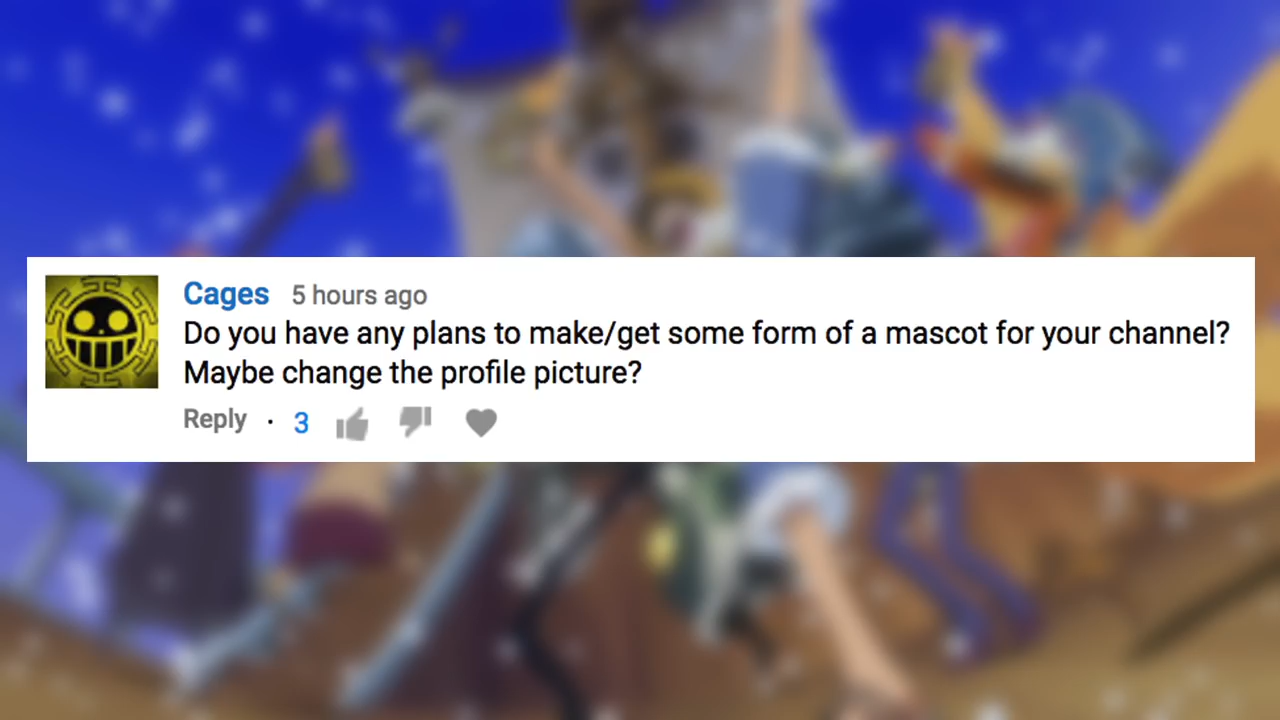 Cages 5 hours ago
Do you have any plans to make/get some form of a mascot for your channel?
Maybe change the profile picture?
Reply · 3